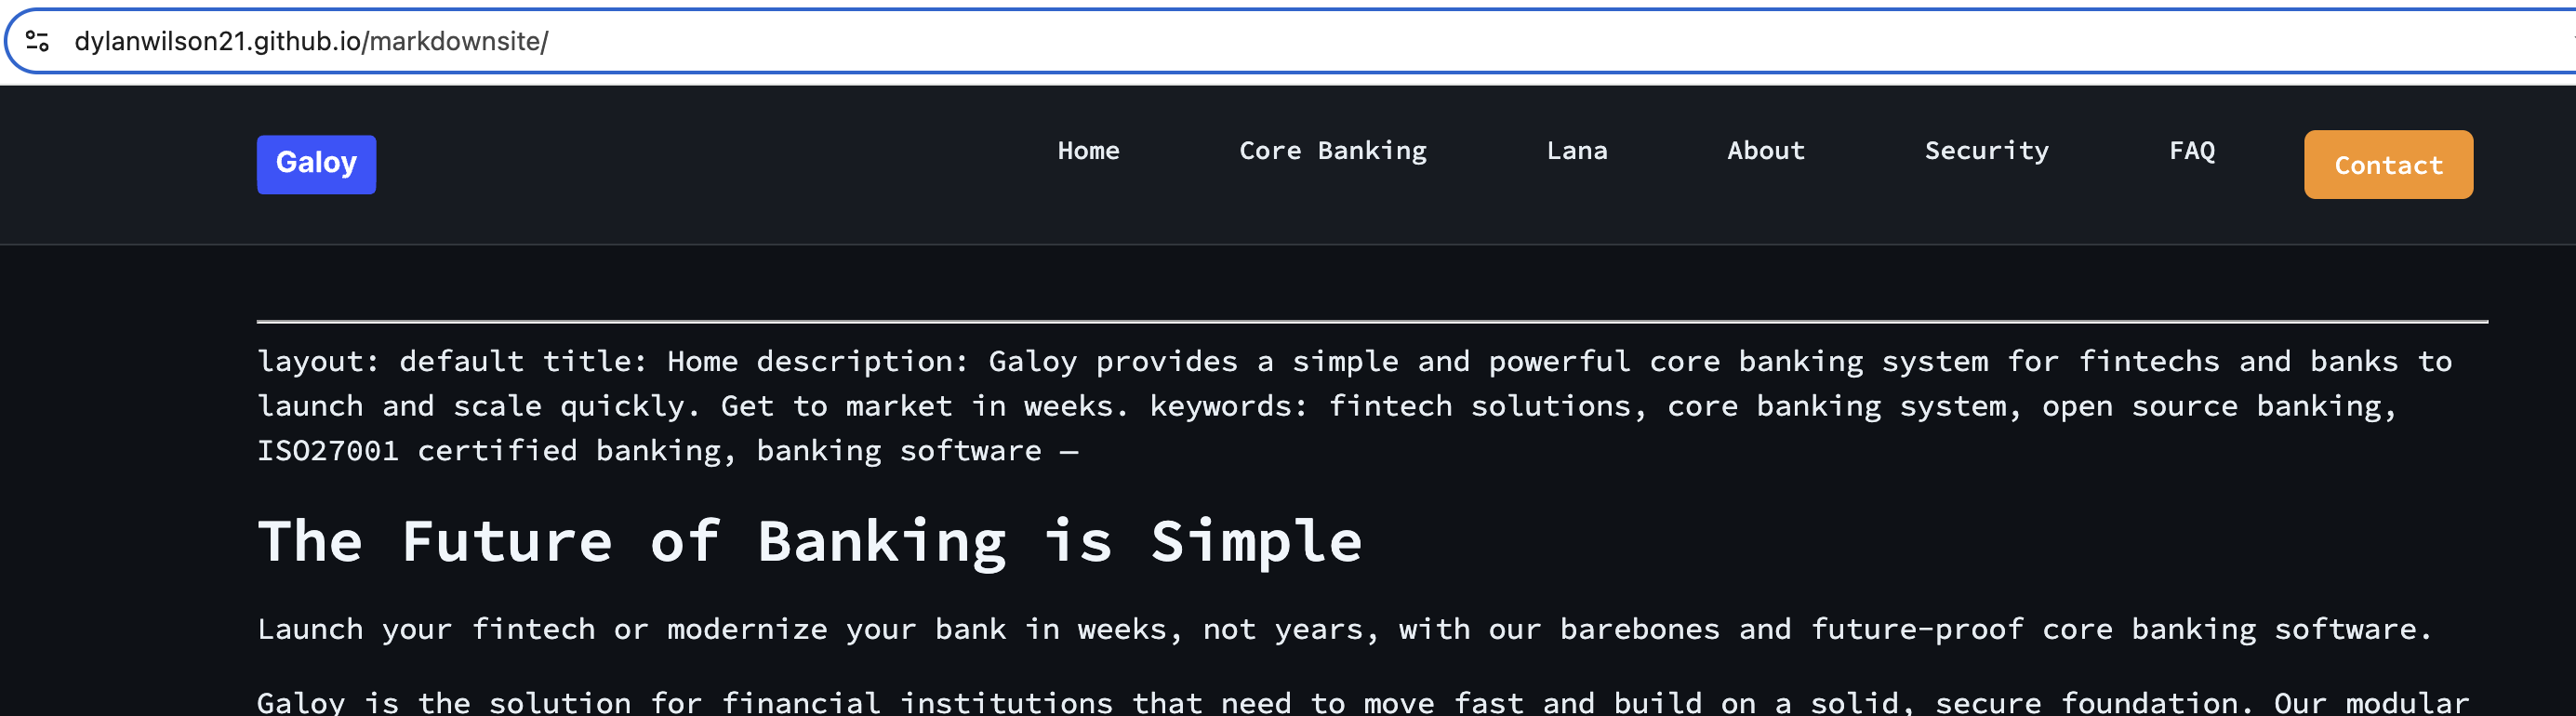 dylanwilson21.github.io/markdownsite/
Galoy
Home Core Banking Lana About Security FAQ Contact
layout: default title: Home description: Galoy provides a simple and powerful core banking system for fintechs and banks to
launch and scale quickly. Get to market in weeks. keywords: fintech solutions, core banking system, open source banking,
ISO27001 certified banking, banking software —
The Future of Banking is Simple
Launch your fintech or modernize your bank in weeks, not years, with our barebones and future-proof core banking software.
Galoy is the solution for financial institutions that need to move fast and build on a solid, secure foundation. Our modular